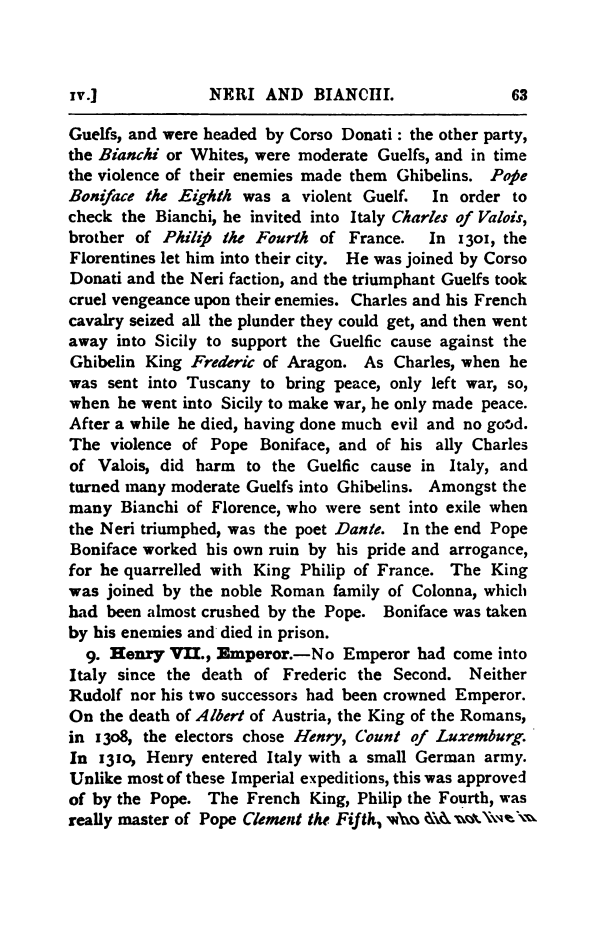 IV.] NERI AND BIANCHI. 63
Guelfs, and were headed by Corso Donati : the other party,
the Bianchi or Whites, were moderate Guelfs, and in time
the violence of their enemies made them Ghibelins. Pope
Boniface the Eighth was a violent Guelf. In order to
check the Bianchi, he invited into Italy Charles of Valois,
brother of Philip the Fourth of France. In 1301, the
Florentines let him into their city. He was joined by Corso
Donati and the Neri faction, and the triumphant Guelfs took
cruel vengeance upon their enemies. Charles and his French
cavalry seized all the plunder they could get, and then went
away into Sicily to support the Guelfic cause against the
Ghibelin King Frederic of Aragon. As Charles, when he
was sent into Tuscany to bring peace, only left war, so,
when he went into Sicily to make war, he only made peace.
After a while he died, having done much evil and no good.
The violence of Pope Boniface, and of his ally Charles
of Valois, did harm to the Guelfic cause in Italy, and
turned many moderate Guelfs into Ghibelins. Amongst the
many Bianchi of Florence, who were sent into exile when
the Neri triumphed, was the poet Dante. In the end Pope
Boniface worked his own ruin by his pride and arrogance,
for he quarrelled with King Philip of France. The King
was joined by the noble Roman family of Colonna, which
had been almost crushed by the Pope. Boniface was taken
by his enemies and died in prison.
9. Henry VII., Emperor.—No Emperor had come into
Italy since the death of Frederic the Second. Neither
Rudolf nor his two successors had been crowned Emperor.
On the death of Albert of Austria, the King of the Romans,
in 1308, the electors chose Henry, Count of Luxemburg.
In 1310, Henry entered Italy with a small German army.
Unlike most of these Imperial expeditions, this was approved
of by the Pope. The French King, Philip the Fourth, was
really master of Pope Clement the Fifth, who did not live in